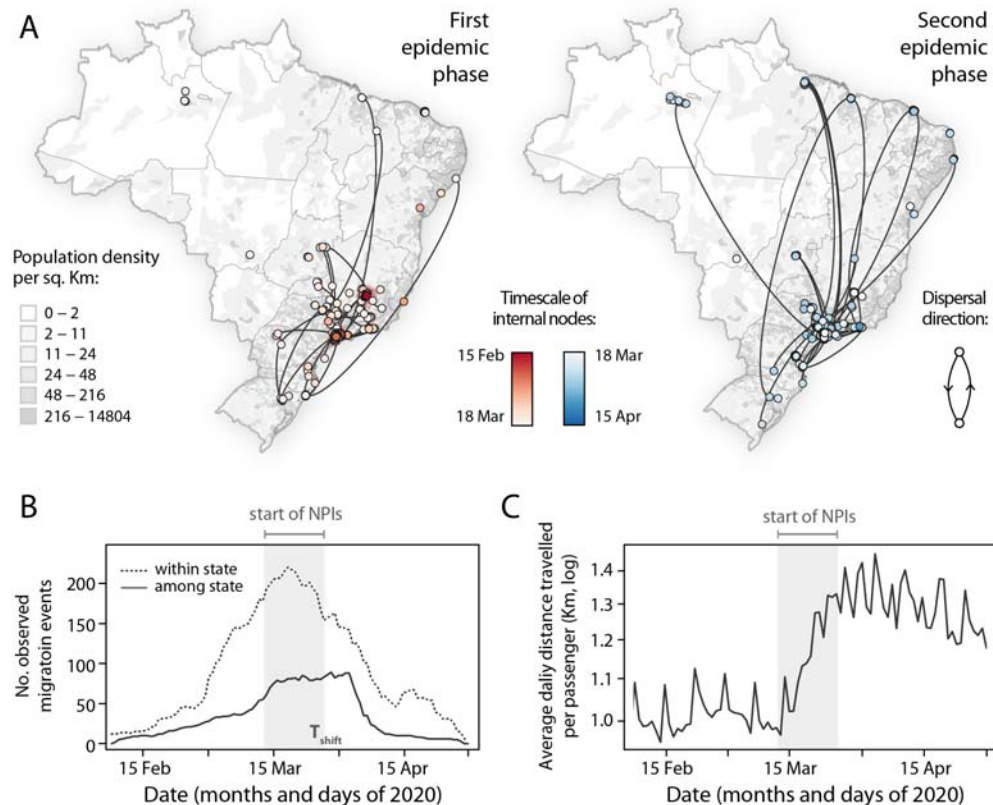 A
First
epidemic
phase
Second
epidemic
phase
Population density
per sq. Km:
0 – 2
2 – 11
11 – 24
24 – 48
48 – 216
216 – 14804
Timescale of
internal nodes:
15 Feb
18 Mar
18 Mar
15 Apr
Dispersal
direction:
B
start of NPIs
within state
among state
No. observed
migratoin events
200
150
100
50
0
T shift
15 Feb
15 Mar
15 Apr
Date (months and days of 2020)
C
start of NPIs
Average daliy distance travelled
per passenger (Km, log)
1.4
1.3
1.2
1.1
1.0
15 Feb
15 Mar
15 Apr
Date (months and days of 2020)